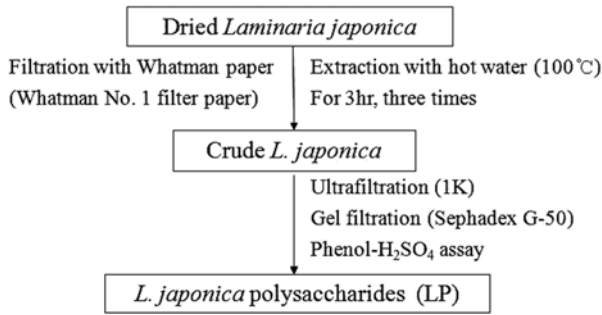 Dried Laminaria japonica
Filtration with Whatman paper
(Whatman No. 1 filter paper)
Extraction with hot water (100℃)
For 3hr, three times
Crude L. japonica
Ultrafiltration (1K)
Gel filtration (Sephadex G-50)
Phenol-H₂SO₄ assay
L. japonica polysaccharides (LP)